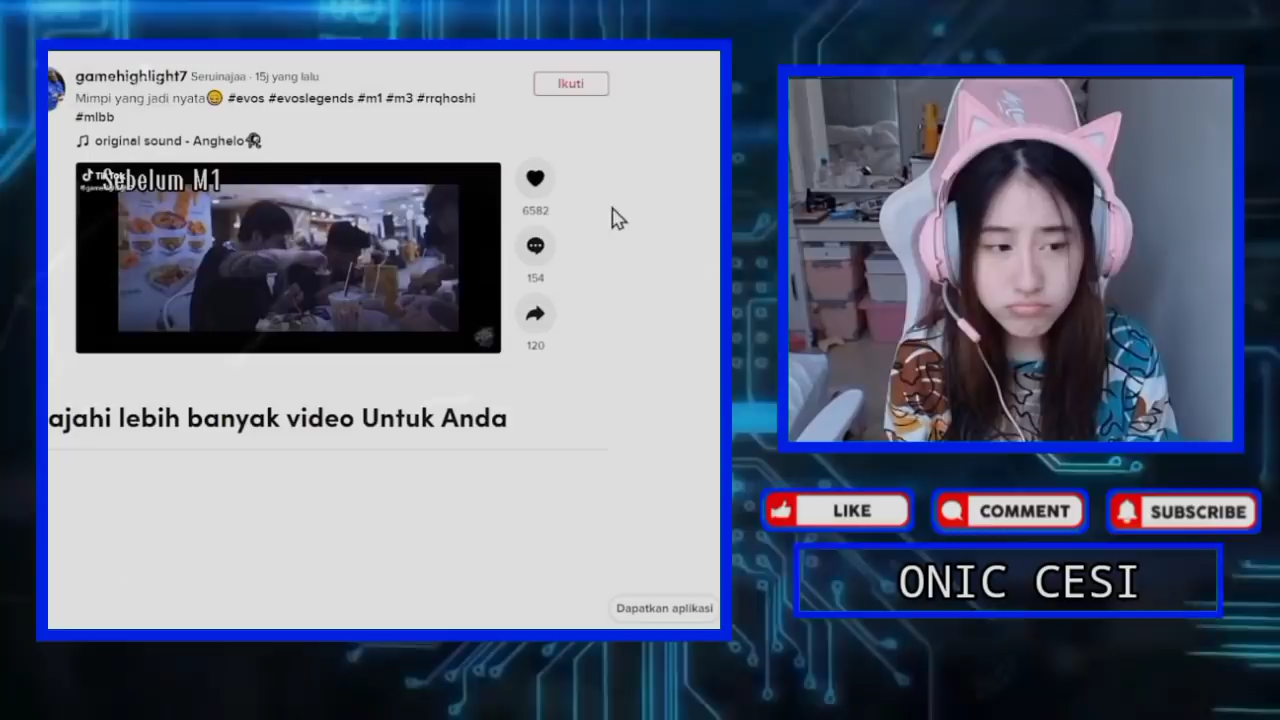 gamehighlight7 Seruinajaa · 15j yang lalu
Ikuti
Mimpi yang jadi nyata😄 #evos #evoslegends #m1 #m3 #rrqhoshi
#mlbb
original sound - Anghelo
TikTok
Sebelum M1
6582
154
120
ajahi lebih banyak video Untuk Anda
Dapatkan aplikasi
LIKE
COMMENT
SUBSCRIBE
ONIC CESI